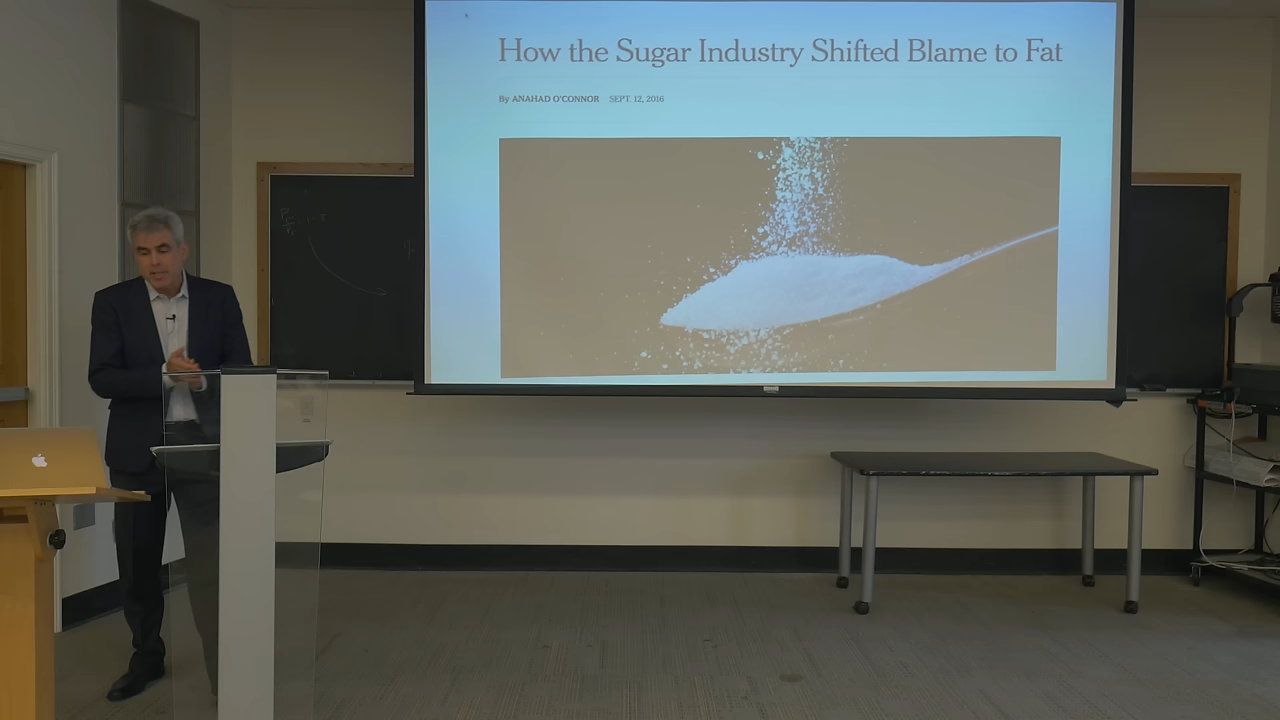 How the Sugar Industry Shifted Blame to Fat
By ANAHAD O'CONNOR SEPT. 12, 2016